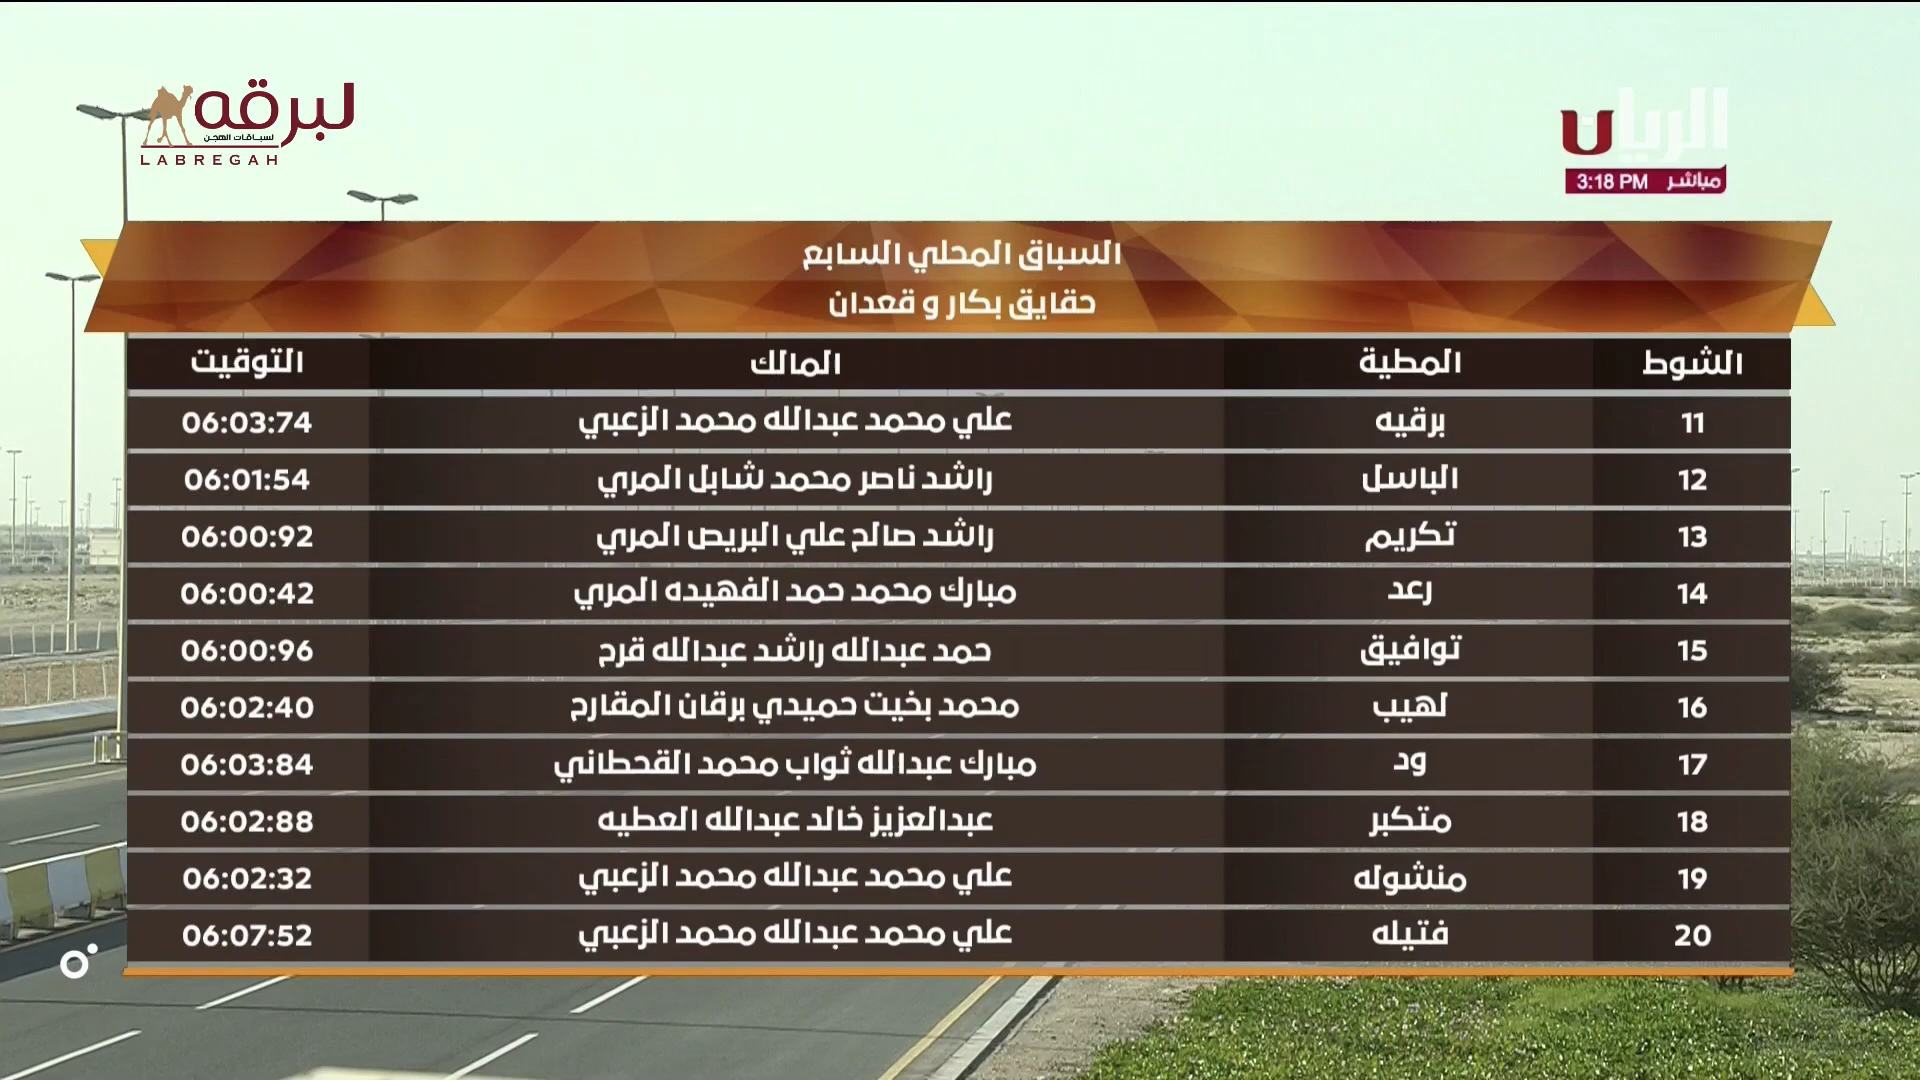 لبرقه
لسباقات الهجن
LABREGAH
الريان
مباشر 3:18 PM
السباق المحلي السابع
حقايق بكار و قعدان
الشوط المطية المالك التوقيت
11 برقيه علي محمد عبدالله محمد الزعبي 06:03:74
12 الباسل راشد ناصر محمد شابل المري 06:01:54
13 تكريم راشد صالح علي البريص المري 06:00:92
14 رعد مبارك محمد حمد الفهيده المري 06:00:42
15 توافيق حمد عبدالله راشد عبدالله قرح 06:00:96
16 لهيب محمد بخيت حميدي برقان المقارح 06:02:40
17 ود مبارك عبدالله ثواب محمد القحطاني 06:03:84
18 متكبر عبدالعزيز خالد عبدالله العطيه 06:02:88
19 منشوله علي محمد عبدالله محمد الزعبي 06:02:32
20 فتيله علي محمد عبدالله محمد الزعبي 06:07:52